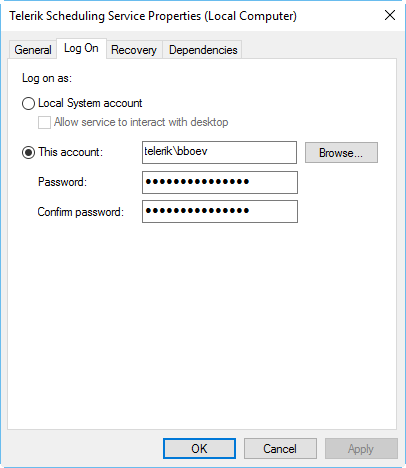 Telerik Scheduling Service Properties (Local Computer)
General Log On Recovery Dependencies
Log on as:
Local System account
Allow service to interact with desktop
This account: telerik\bboev Browse...
Password: •••••••••••••••
Confirm password: •••••••••••••••
OK Cancel Apply